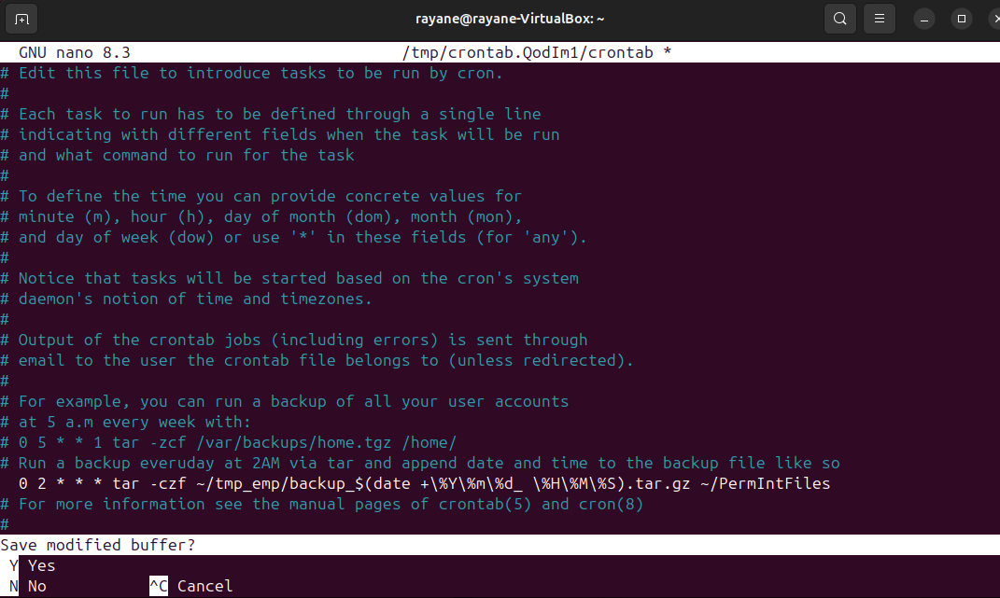 rayane@rayane-VirtualBox: ~
GNU nano 8.3 /tmp/crontab.QodIm1/crontab *
# Edit this file to introduce tasks to be run by cron.
#
# Each task to run has to be defined through a single line
# indicating with different fields when the task will be run
# and what command to run for the task
#
# To define the time you can provide concrete values for
# minute (m), hour (h), day of month (dom), month (mon),
# and day of week (dow) or use '*' in these fields (for 'any').
#
# Notice that tasks will be started based on the cron's system
# daemon's notion of time and timezones.
#
# Output of the crontab jobs (including errors) is sent through
# email to the user the crontab file belongs to (unless redirected).
#
# For example, you can run a backup of all your user accounts
# at 5 a.m every week with:
# 0 5 * * 1 tar -zcf /var/backups/home.tgz /home/
# Run a backup everuday at 2AM via tar and append date and time to the backup file like so
0 2 * * * tar -czf ~/tmp_emp/backup_$(date +\%Y\%m\%d_ \%H\%M\%S).tar.gz ~/PermIntFiles
# For more information see the manual pages of crontab(5) and cron(8)
#
Save modified buffer?
Y Yes
N No ^C Cancel